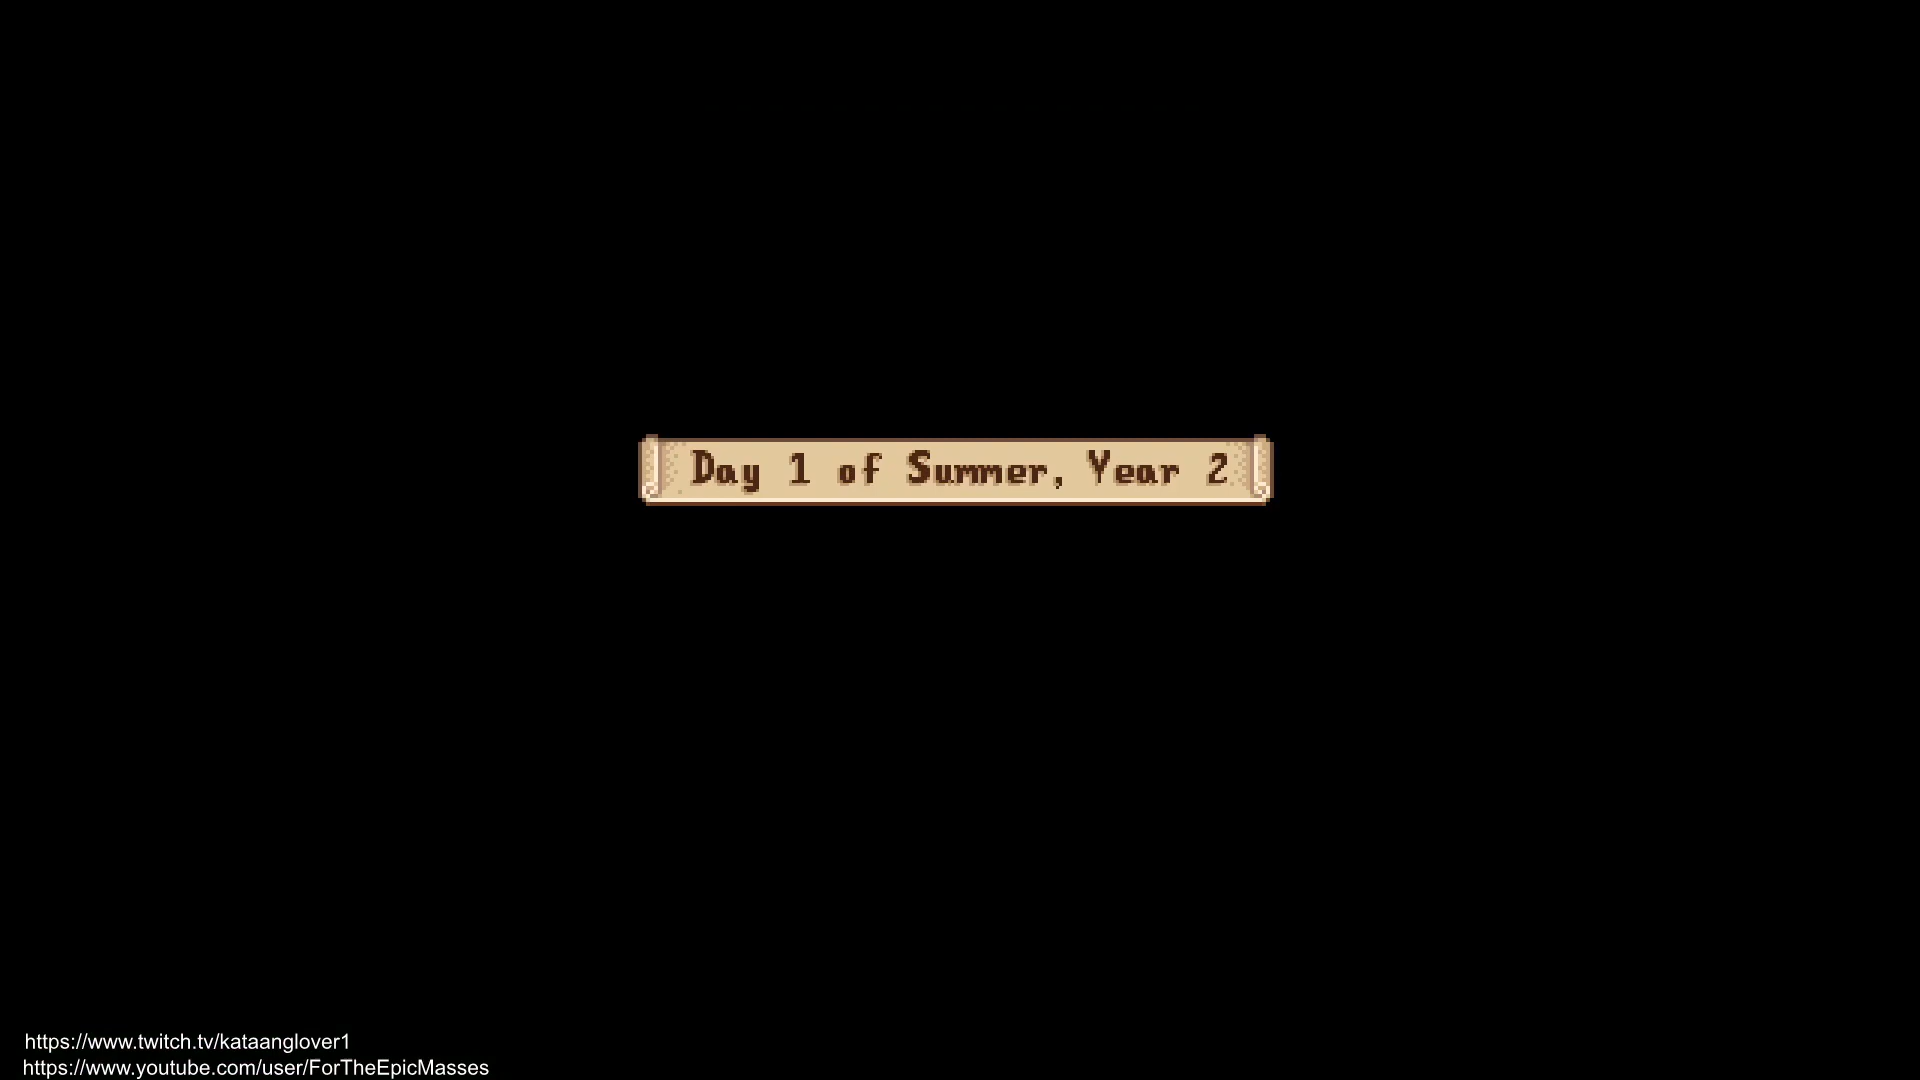 Day 1 of Summer, Year 2
https://www.twitch.tv/kataanglover1
https://www.youtube.com/user/ForTheEpicMasses